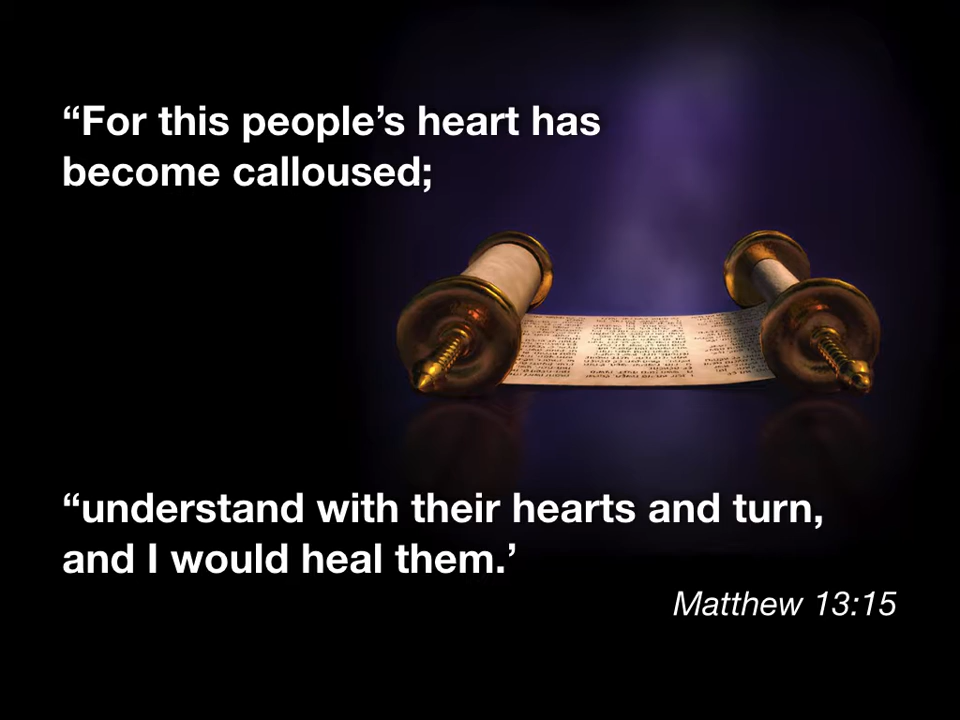 “For this people’s heart has
become calloused;
“understand with their hearts and turn,
and I would heal them.’
Matthew 13:15